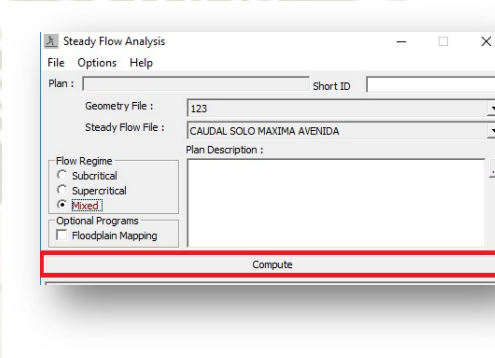 Steady Flow Analysis
File Options Help
Plan : Short ID
Geometry File : 123
Steady Flow File : CAUDAL SOLO MAXIMA AVENIDA
Plan Description :
Flow Regime
Subcritical
Supercritical
Mixed
Optional Programs
Floodplain Mapping
Compute